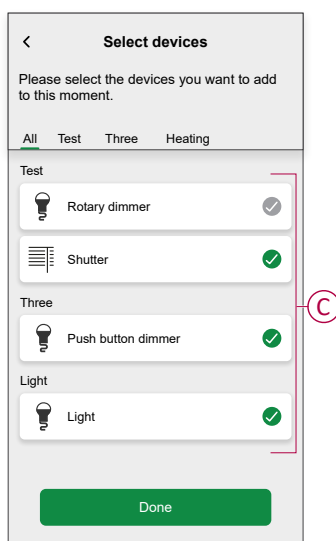 Select devices
Please select the devices you want to add
to this moment.
All Test Three Heating
Test
Rotary dimmer
Shutter
Three
Push button dimmer
Light
Light
Done
C